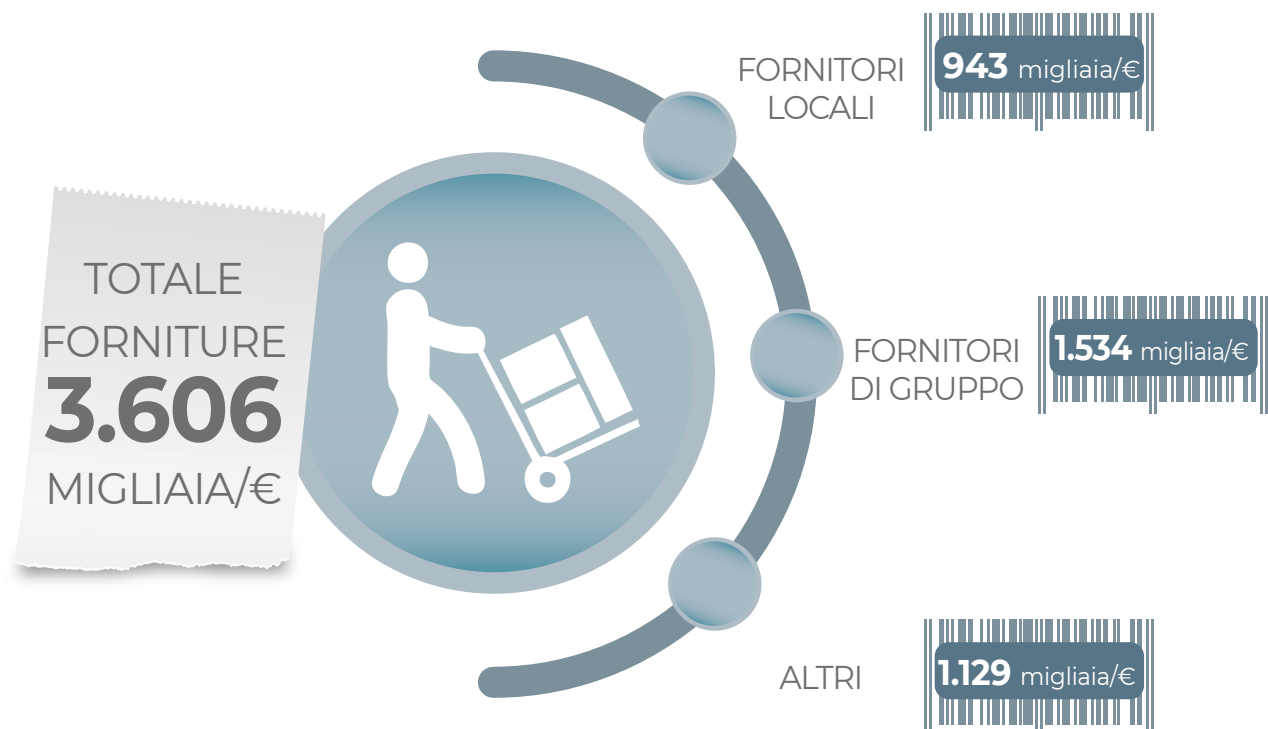 TOTALE
FORNITURE
3.606
MIGLIAIA/€
FORNITORI
LOCALI
943 migliaia/€
FORNITORI
DI GRUPPO
1.534 migliaia/€
ALTRI
1.129 migliaia/€